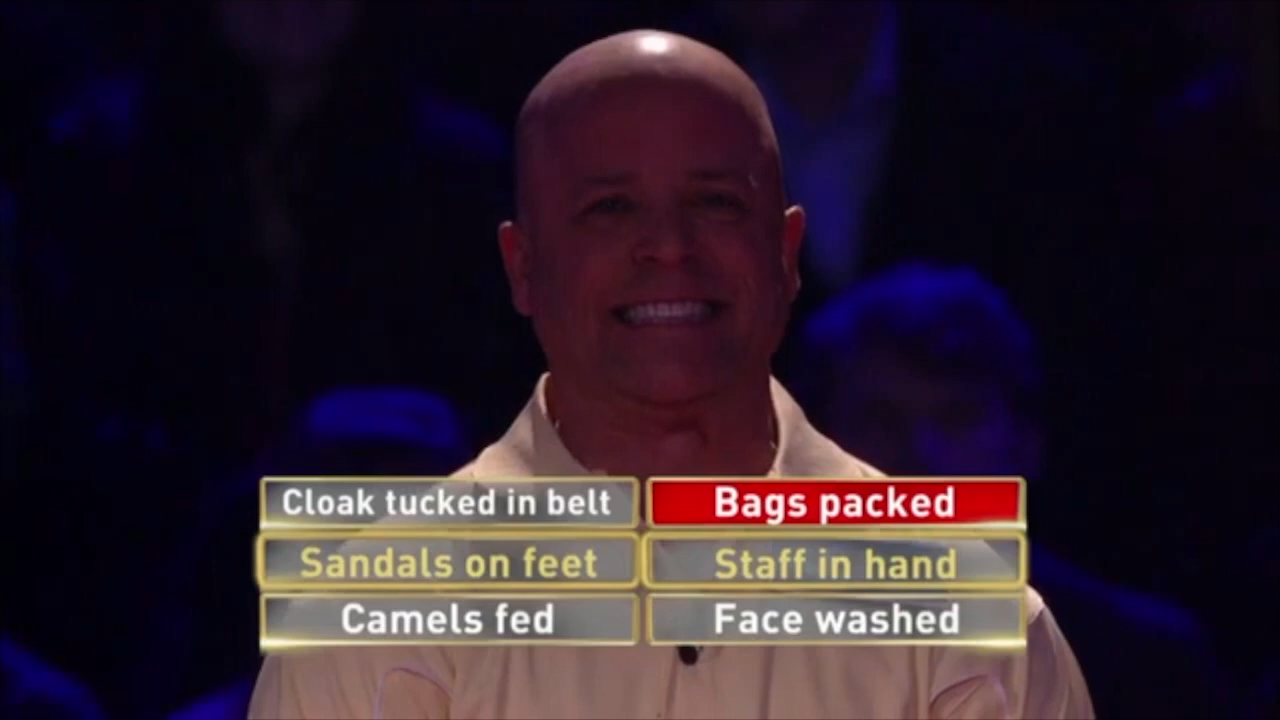 Cloak tucked in belt
Bags packed
Sandals on feet
Staff in hand
Camels fed
Face washed